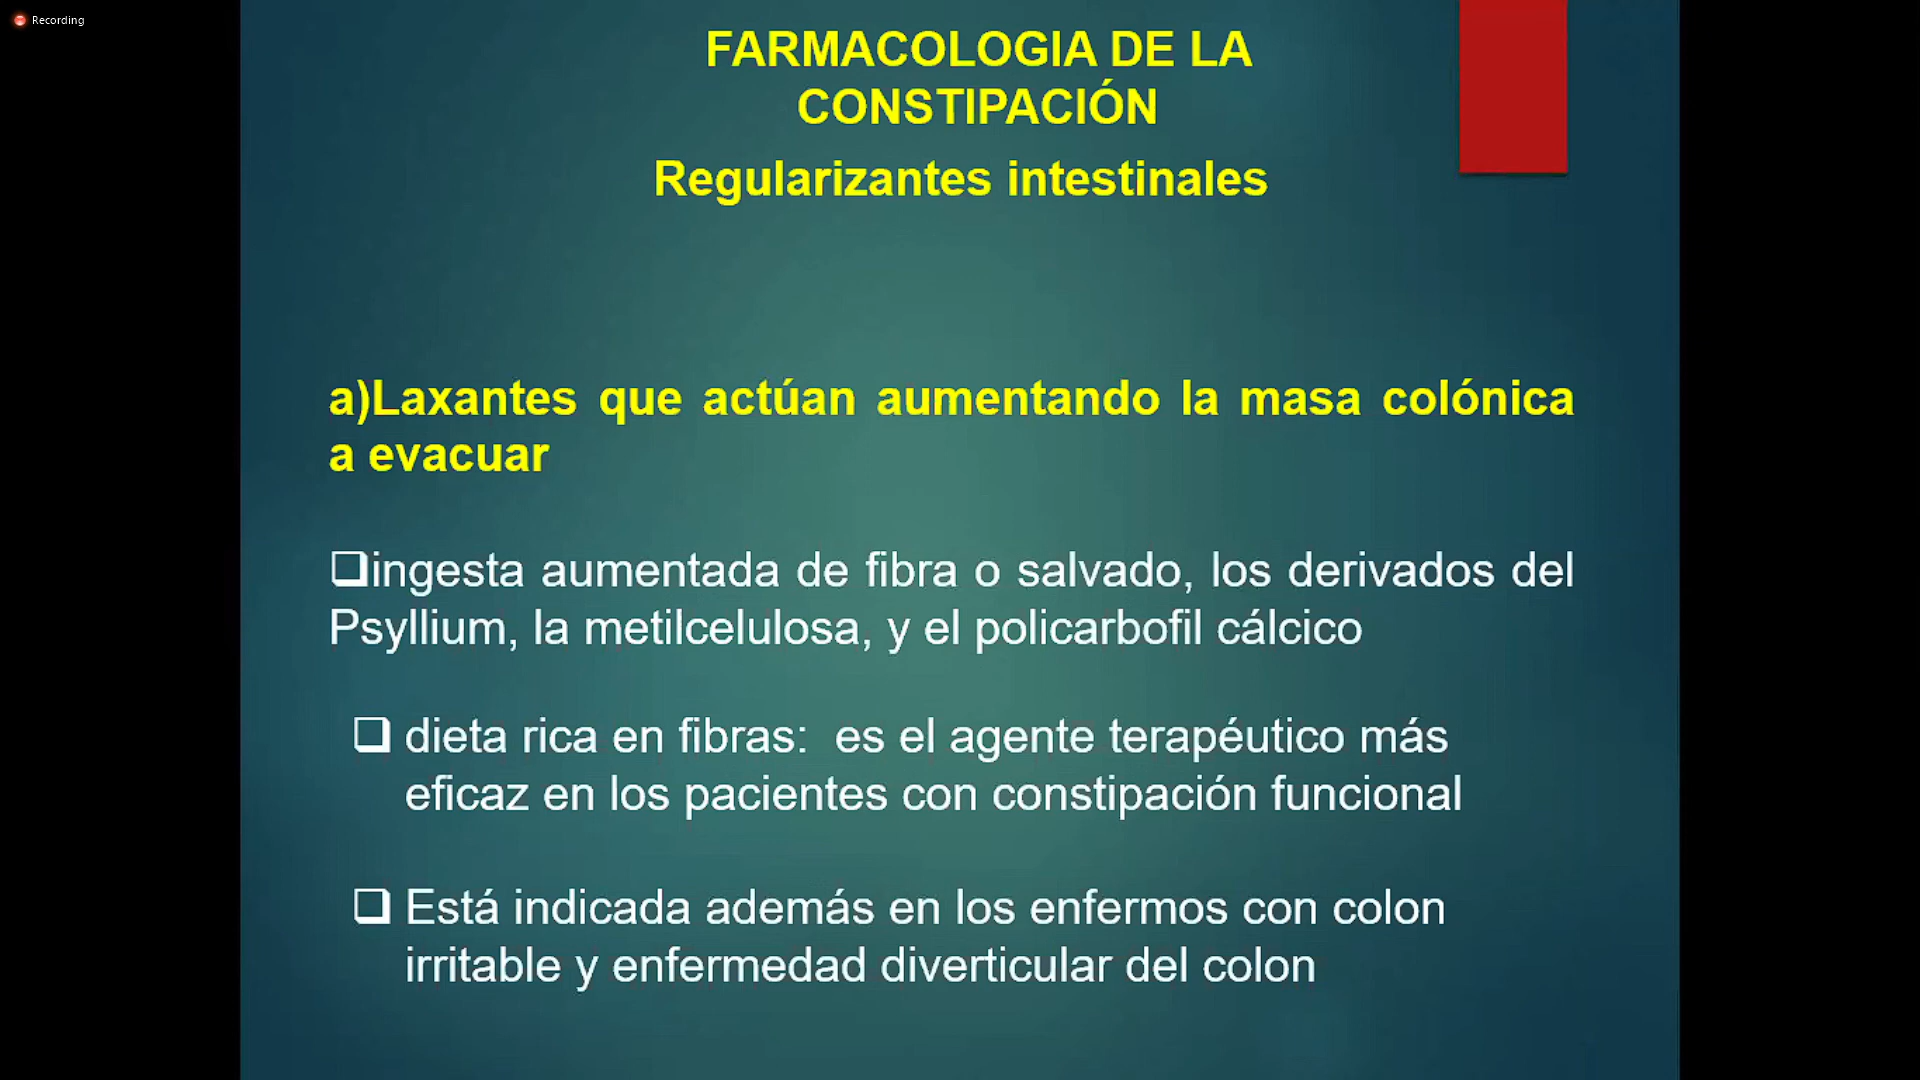 Recording
FARMACOLOGIA DE LA
CONSTIPACIÓN
Regularizantes intestinales
a)Laxantes que actúan aumentando la masa colónica
a evacuar
❑ingesta aumentada de fibra o salvado, los derivados del
Psyllium, la metilcelulosa, y el policarbofil cálcico
❑ dieta rica en fibras:  es el agente terapéutico más
eficaz en los pacientes con constipación funcional
❑ Está indicada además en los enfermos con colon
irritable y enfermedad diverticular del colon